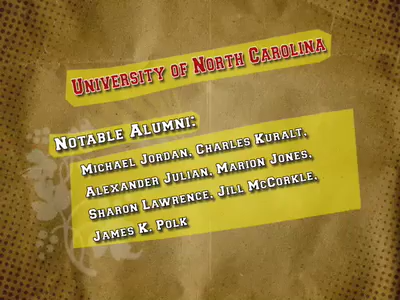 University of North Carolina
Notable Alumni:
Michael Jordan, Charles Kuralt,
Alexander Julian, Marion Jones,
Sharon Lawrence, Jill McCorkle,
James K. Polk